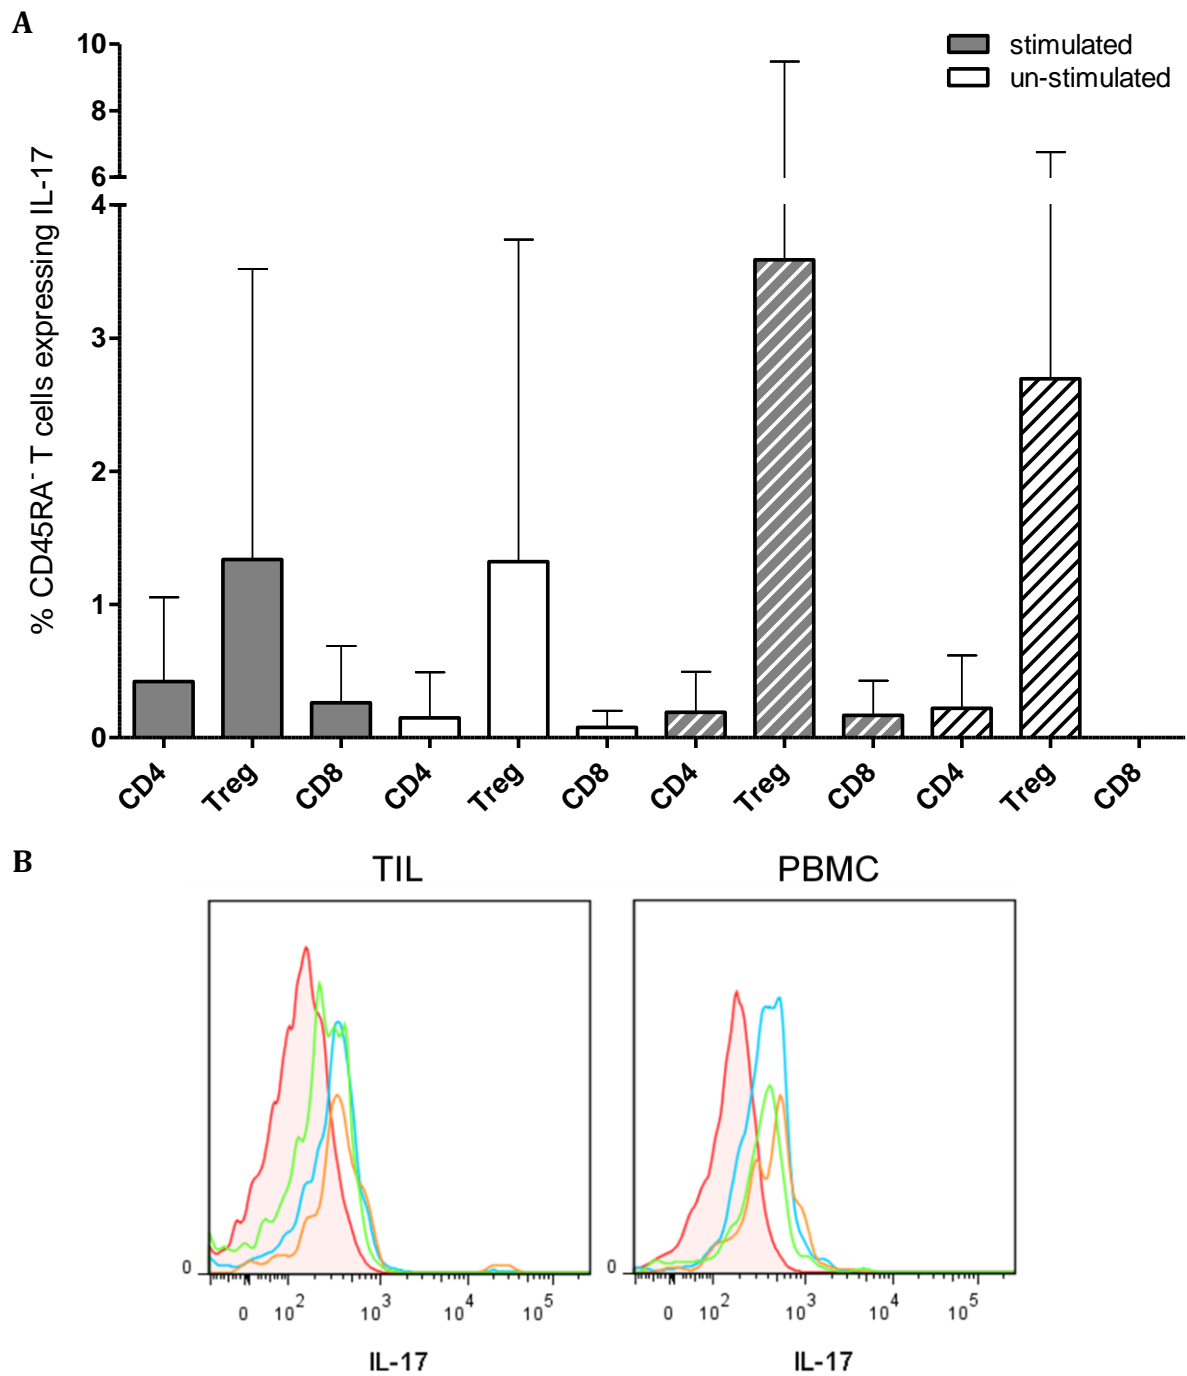 A
stimulated
un-stimulated
% CD45RA⁻ T cells expressing IL-17
10
8
6
4
3
2
1
0
CD4 Treg CD8 CD4 Treg CD8 CD4 Treg CD8 CD4 Treg CD8
B
TIL PBMC
0 0
0 10² 10³ 10⁴ 10⁵ 0 10² 10³ 10⁴ 10⁵
IL-17 IL-17